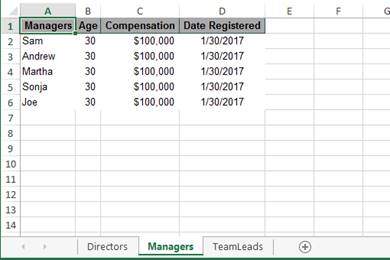 A B C D E F G
1 Managers Age Compensation Date Registered
2 Sam 30 $100,000 1/30/2017
3 Andrew 30 $100,000 1/30/2017
4 Martha 30 $100,000 1/30/2017
5 Sonja 30 $100,000 1/30/2017
6 Joe 30 $100,000 1/30/2017
7
8
9
10
11
12
13
14
Directors Managers TeamLeads